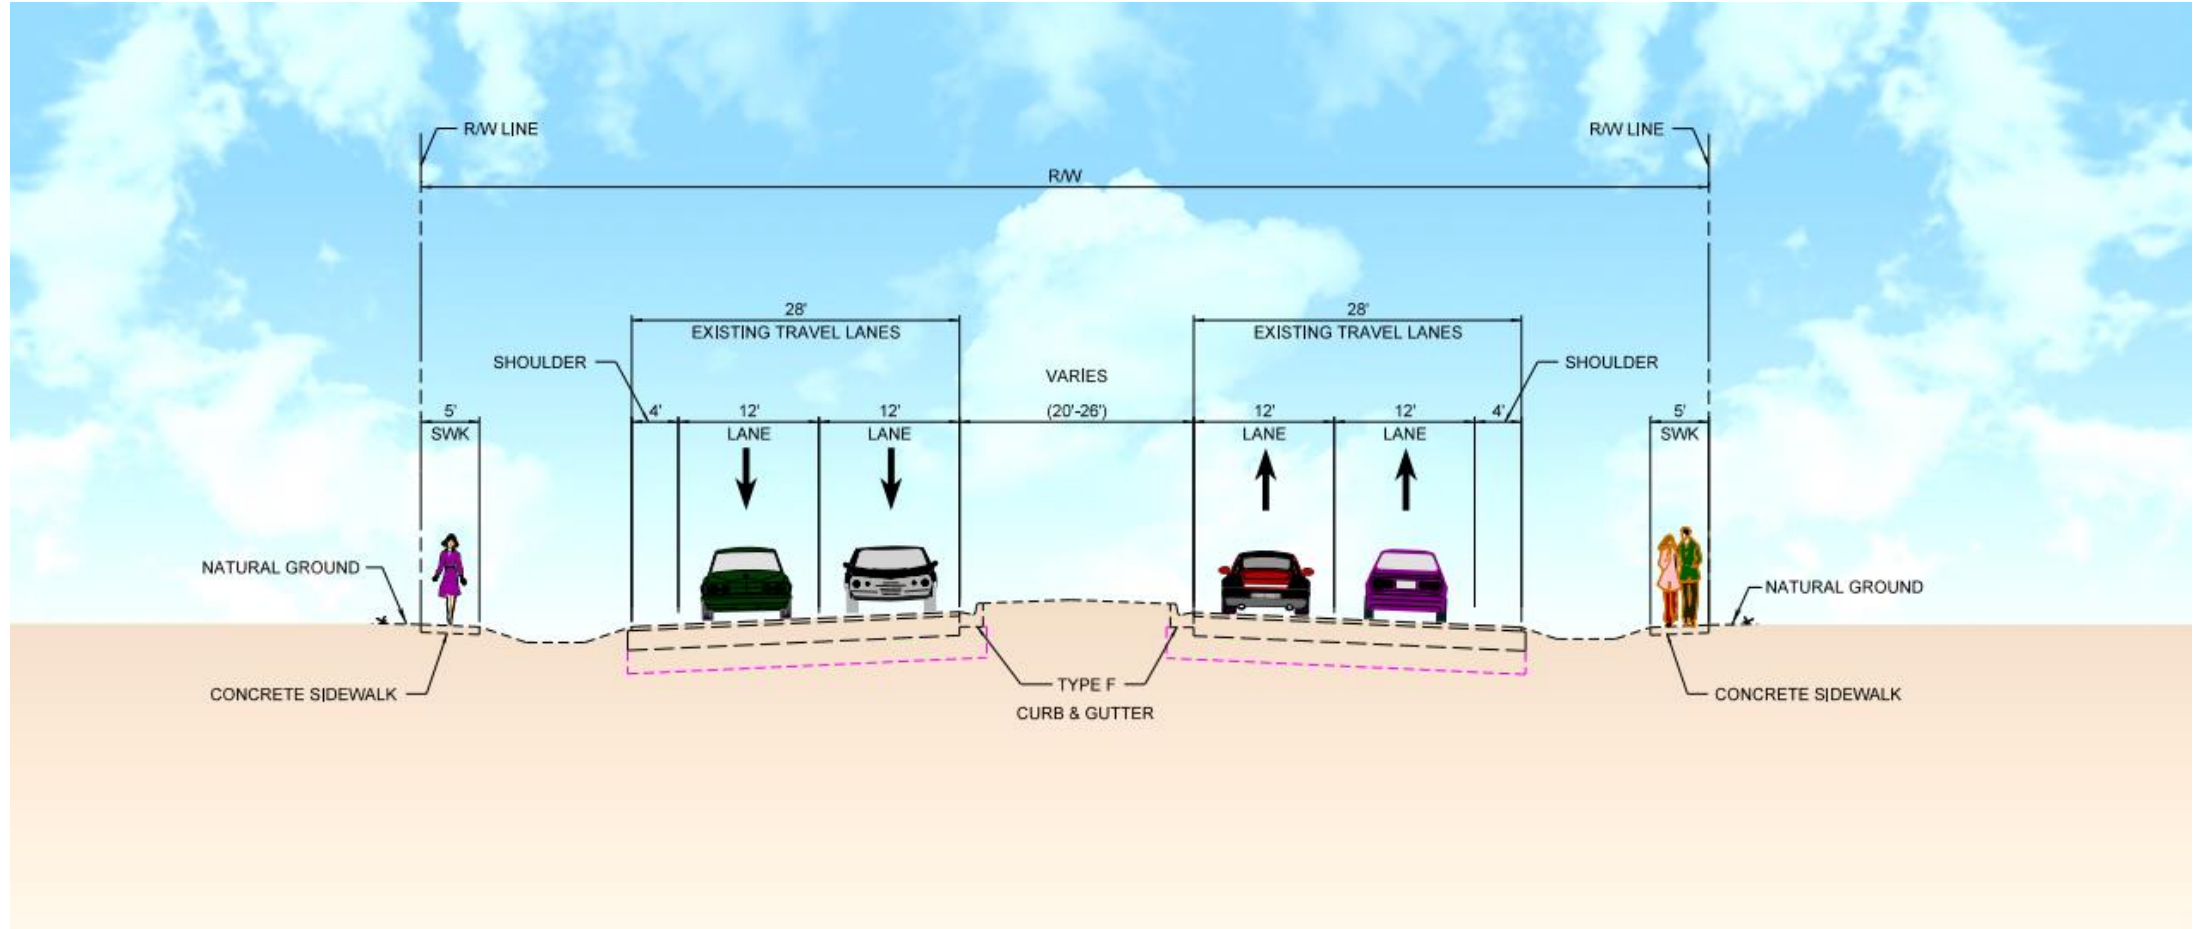 R/W LINE
R/W LINE
R/W
28'
28'
EXISTING TRAVEL LANES
EXISTING TRAVEL LANES
SHOULDER
SHOULDER
VARIES
5'
4'
12'
12'
(20'-26')
12'
12'
4'
5'
SWK
LANE
LANE
LANE
LANE
SWK
NATURAL GROUND
NATURAL GROUND
CONCRETE SIDEWALK
TYPE F
CURB & GUTTER
CONCRETE SIDEWALK